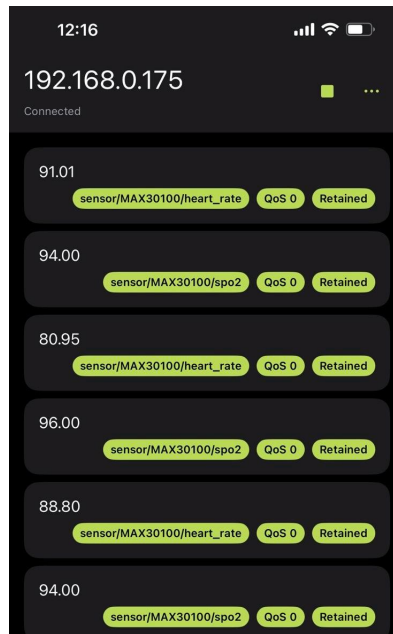 12:16
192.168.0.175
Connected
91.01
sensor/MAX30100/heart_rate QoS 0 Retained
94.00
sensor/MAX30100/spo2 QoS 0 Retained
80.95
sensor/MAX30100/heart_rate QoS 0 Retained
96.00
sensor/MAX30100/spo2 QoS 0 Retained
88.80
sensor/MAX30100/heart_rate QoS 0 Retained
94.00
sensor/MAX30100/spo2 QoS 0 Retained